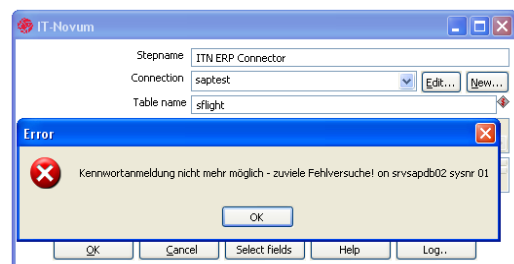 IT-Novum
Stepname ITN ERP Connector
Connection saptest Edit... New...
Table name sflight
Error
Kennwortanmeldung nicht mehr möglich - zuviele Fehlversuche! on srvsapdb02 sysnr 01
OK
OK Cancel Select fields Help Log..